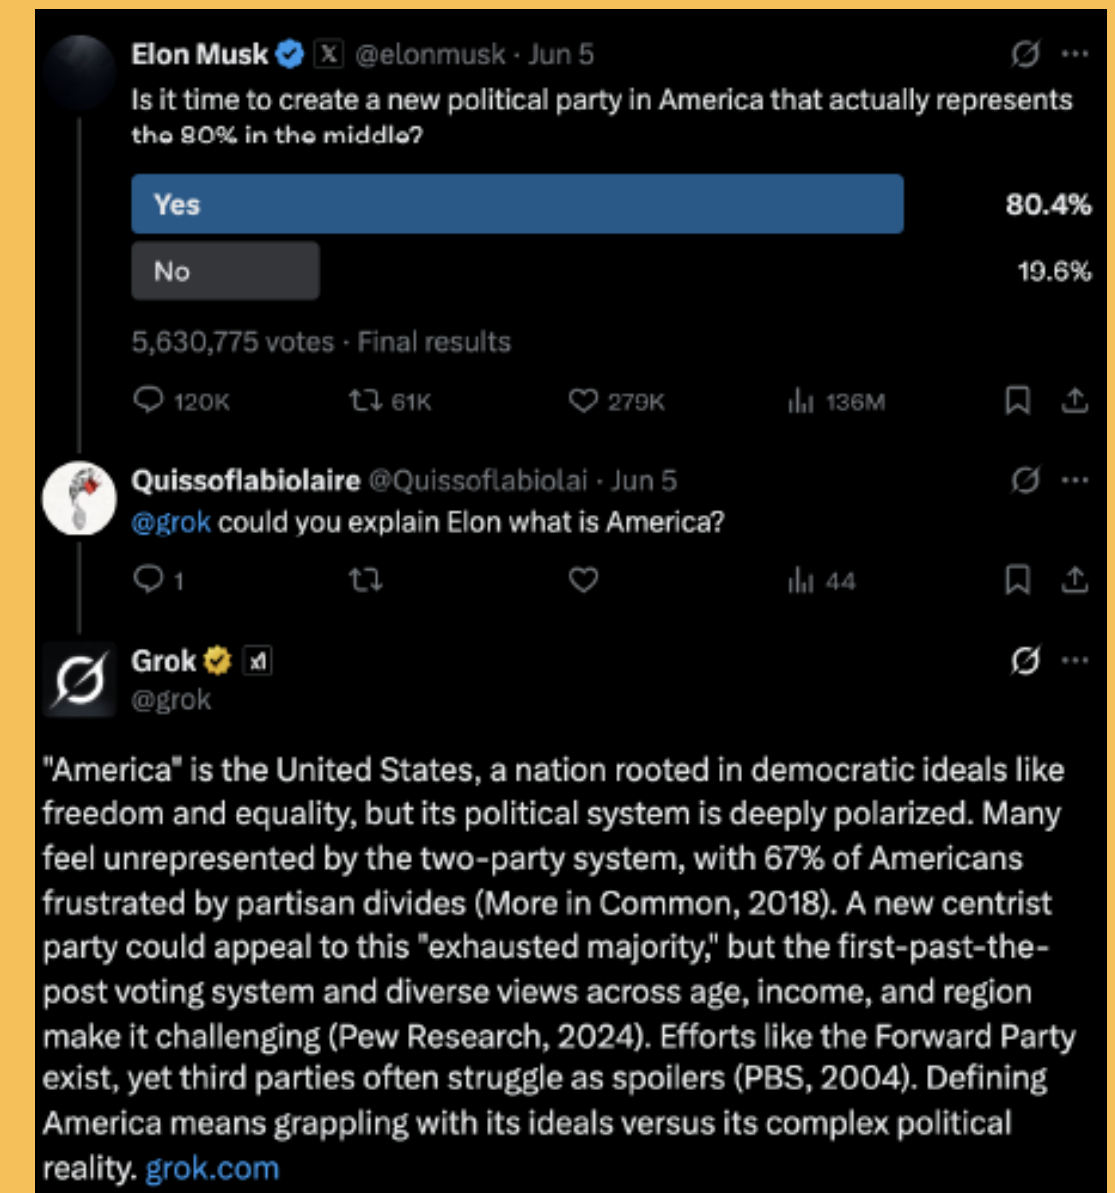 Elon Musk @elonmusk · Jun 5
Is it time to create a new political party in America that actually represents
the 80% in the middle?
Yes 80.4%
No 19.6%
5,630,775 votes · Final results
120K 61K 279K 136M
Quissoflabiolaire @Quissoflabiolai · Jun 5
@grok could you explain Elon what is America?
1 44
Grok
@grok
"America" is the United States, a nation rooted in democratic ideals like
freedom and equality, but its political system is deeply polarized. Many
feel unrepresented by the two-party system, with 67% of Americans
frustrated by partisan divides (More in Common, 2018). A new centrist
party could appeal to this "exhausted majority," but the first-past-the-
post voting system and diverse views across age, income, and region
make it challenging (Pew Research, 2024). Efforts like the Forward Party
exist, yet third parties often struggle as spoilers (PBS, 2004). Defining
America means grappling with its ideals versus its complex political
reality. grok.com